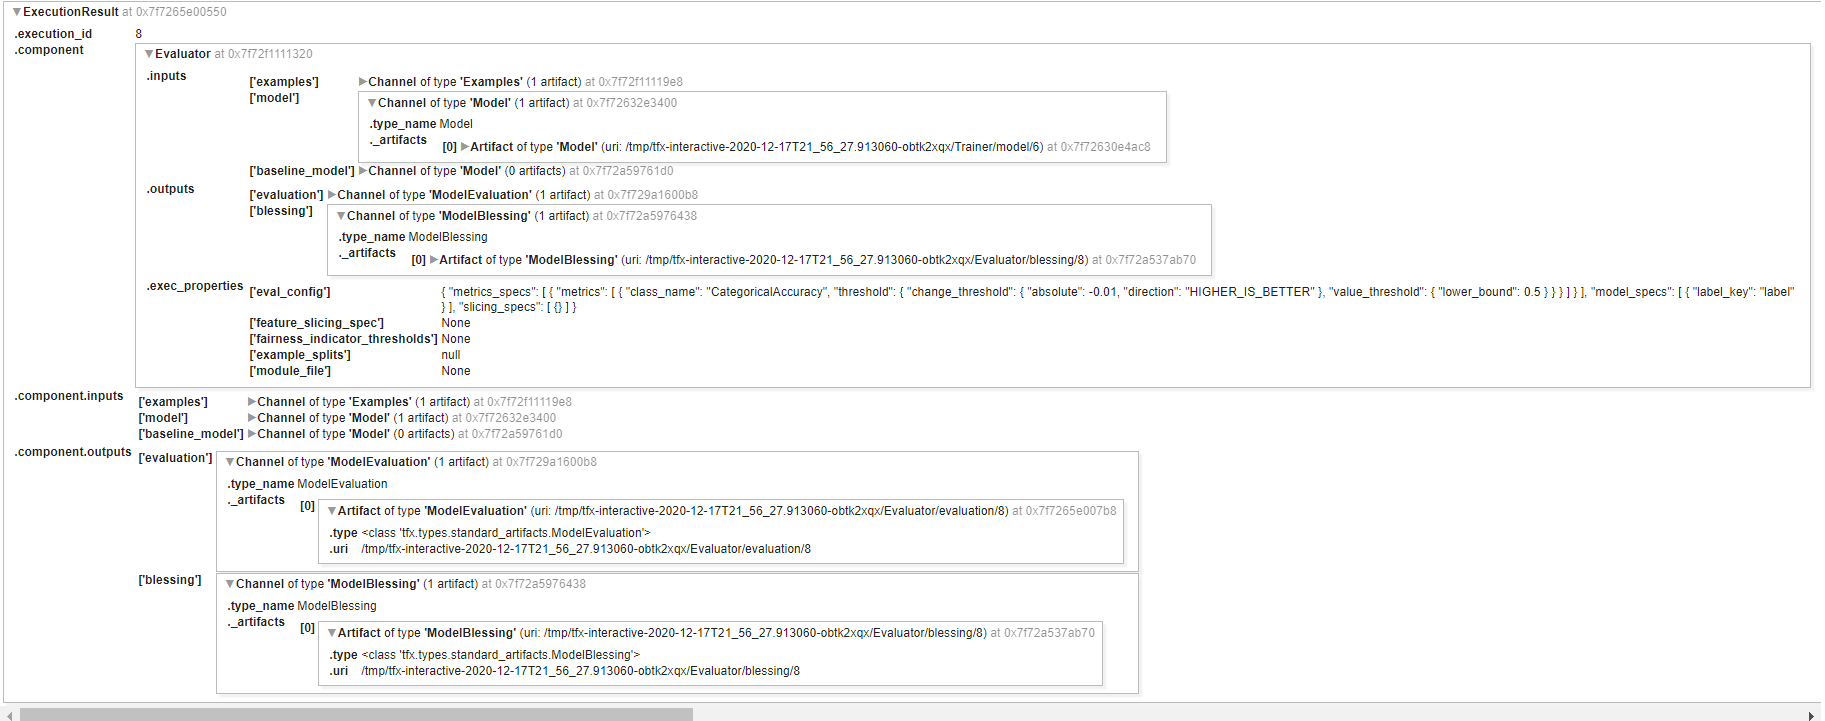 ▼ExecutionResult at 0x7f7265e00550
.execution_id 8
.component
▼Evaluator at 0x7f72f1111320
.inputs
['examples'] ▶Channel of type 'Examples' (1 artifact) at 0x7f72f11119e8
['model']
▼Channel of type 'Model' (1 artifact) at 0x7f72632e3400
.type_name Model
._artifacts
[0] ▶Artifact of type 'Model' (uri: /tmp/tfx-interactive-2020-12-17T21_56_27.913060-obtk2xqx/Trainer/model/6) at 0x7f72630e4ac8
['baseline_model'] ▶Channel of type 'Model' (0 artifacts) at 0x7f72a59761d0
.outputs
['evaluation'] ▶Channel of type 'ModelEvaluation' (1 artifact) at 0x7f729a1600b8
['blessing']
▼Channel of type 'ModelBlessing' (1 artifact) at 0x7f72a5976438
.type_name ModelBlessing
._artifacts
[0] ▶Artifact of type 'ModelBlessing' (uri: /tmp/tfx-interactive-2020-12-17T21_56_27.913060-obtk2xqx/Evaluator/blessing/8) at 0x7f72a537ab70
.exec_properties
['eval_config'] { "metrics_specs": [ { "metrics": [ { "class_name": "CategoricalAccuracy", "threshold": { "change_threshold": { "absolute": -0.01, "direction": "HIGHER_IS_BETTER" }, "value_threshold": { "lower_bound": 0.5 } } } ] } ], "model_specs": [ { "label_key": "label"
} ], "slicing_specs": [ {} ] }
['feature_slicing_spec'] None
['fairness_indicator_thresholds'] None
['example_splits'] null
['module_file'] None
.component.inputs
['examples'] ▶Channel of type 'Examples' (1 artifact) at 0x7f72f11119e8
['model'] ▶Channel of type 'Model' (1 artifact) at 0x7f72632e3400
['baseline_model'] ▶Channel of type 'Model' (0 artifacts) at 0x7f72a59761d0
.component.outputs
['evaluation']
▼Channel of type 'ModelEvaluation' (1 artifact) at 0x7f729a1600b8
.type_name ModelEvaluation
._artifacts
[0]
▼Artifact of type 'ModelEvaluation' (uri: /tmp/tfx-interactive-2020-12-17T21_56_27.913060-obtk2xqx/Evaluator/evaluation/8) at 0x7f7265e007b8
.type <class 'tfx.types.standard_artifacts.ModelEvaluation'>
.uri /tmp/tfx-interactive-2020-12-17T21_56_27.913060-obtk2xqx/Evaluator/evaluation/8
['blessing']
▼Channel of type 'ModelBlessing' (1 artifact) at 0x7f72a5976438
.type_name ModelBlessing
._artifacts
[0]
▼Artifact of type 'ModelBlessing' (uri: /tmp/tfx-interactive-2020-12-17T21_56_27.913060-obtk2xqx/Evaluator/blessing/8) at 0x7f72a537ab70
.type <class 'tfx.types.standard_artifacts.ModelBlessing'>
.uri /tmp/tfx-interactive-2020-12-17T21_56_27.913060-obtk2xqx/Evaluator/blessing/8